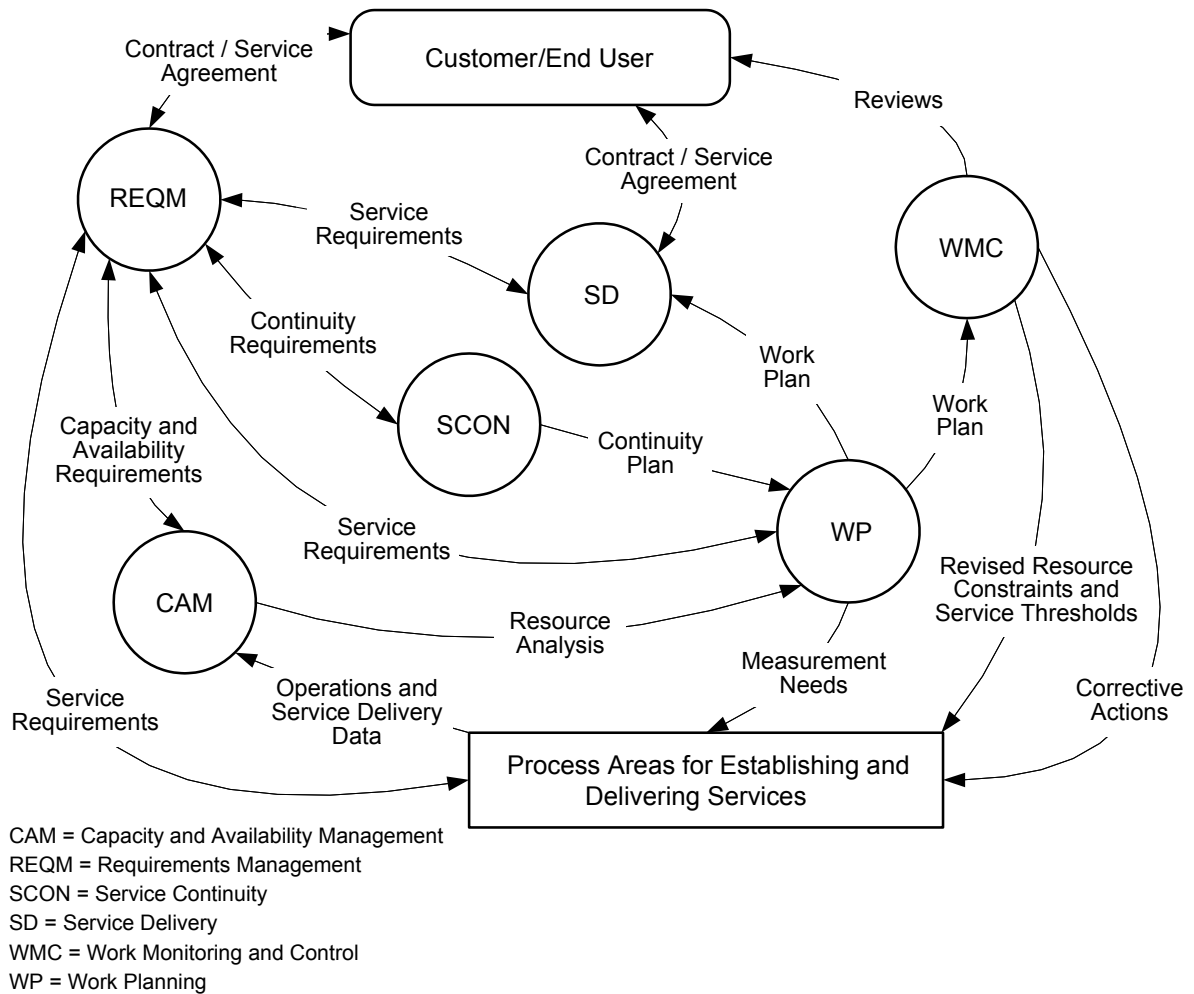 Customer/End User
Contract / Service
Agreement
Reviews
Contract / Service
Agreement
REQM
Service
Requirements
WMC
SD
Continuity
Requirements
Work
Plan
Work
Plan
Capacity and
Availability
Requirements
SCON
Continuity
Plan
Service
Requirements
WP
Revised Resource
Constraints and
Service Thresholds
CAM
Resource
Analysis
Measurement
Needs
Service
Requirements
Operations and
Service Delivery
Data
Corrective
Actions
Process Areas for Establishing and
Delivering Services
CAM = Capacity and Availability Management
REQM = Requirements Management
SCON = Service Continuity
SD = Service Delivery
WMC = Work Monitoring and Control
WP = Work Planning